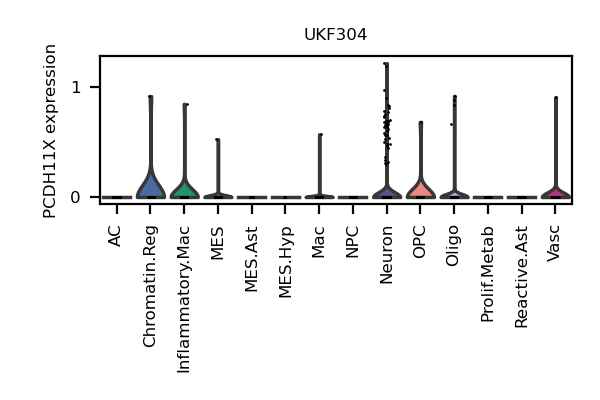 UKF304
PCDH11X expression
1
0
AC
Chromatin.Reg
Inflammatory.Mac
MES
MES.Ast
MES.Hyp
Mac
NPC
Neuron
OPC
Oligo
Prolif.Metab
Reactive.Ast
Vasc